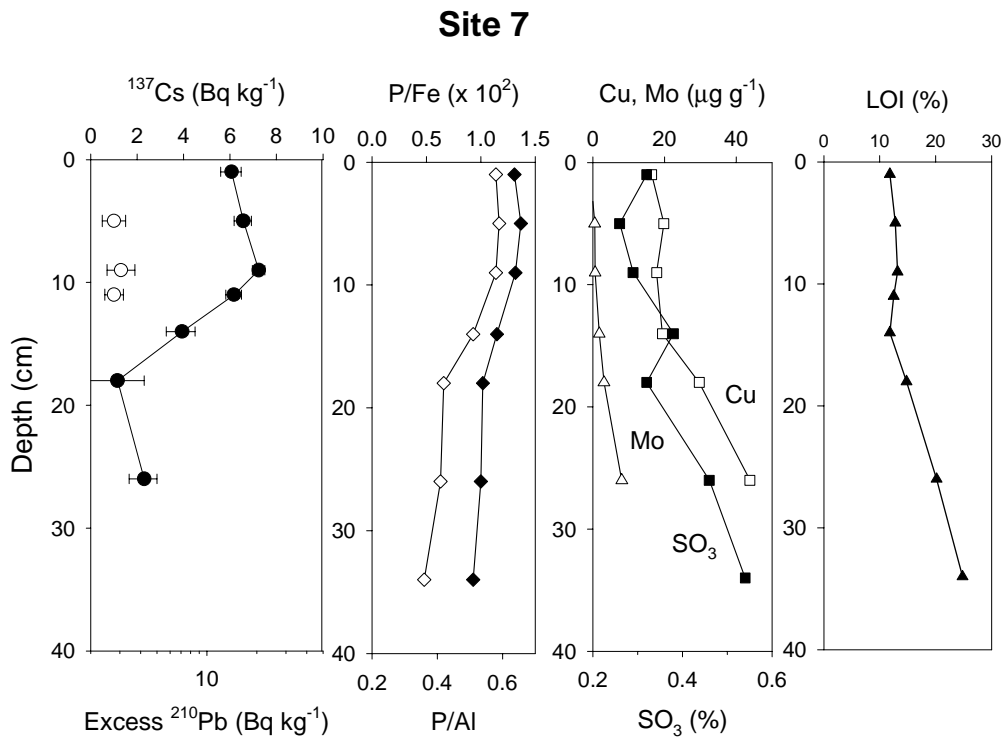 Site 7
¹³⁷Cs (Bq kg⁻¹)
P/Fe (x 10²)
Cu, Mo (μg g⁻¹)
LOI (%)
0 2 4 6 8 10
0.0 0.5 1.0 1.5
0 20 40
0 10 20 30
0
10
20
30
40
Depth (cm)
0
10
20
30
40
0
10
20
30
40
Cu
Mo
SO₃
0
10
20
30
40
10
0.2 0.4 0.6
0.2 0.4 0.6
Excess ²¹⁰Pb (Bq kg⁻¹)
P/Al
SO₃ (%)